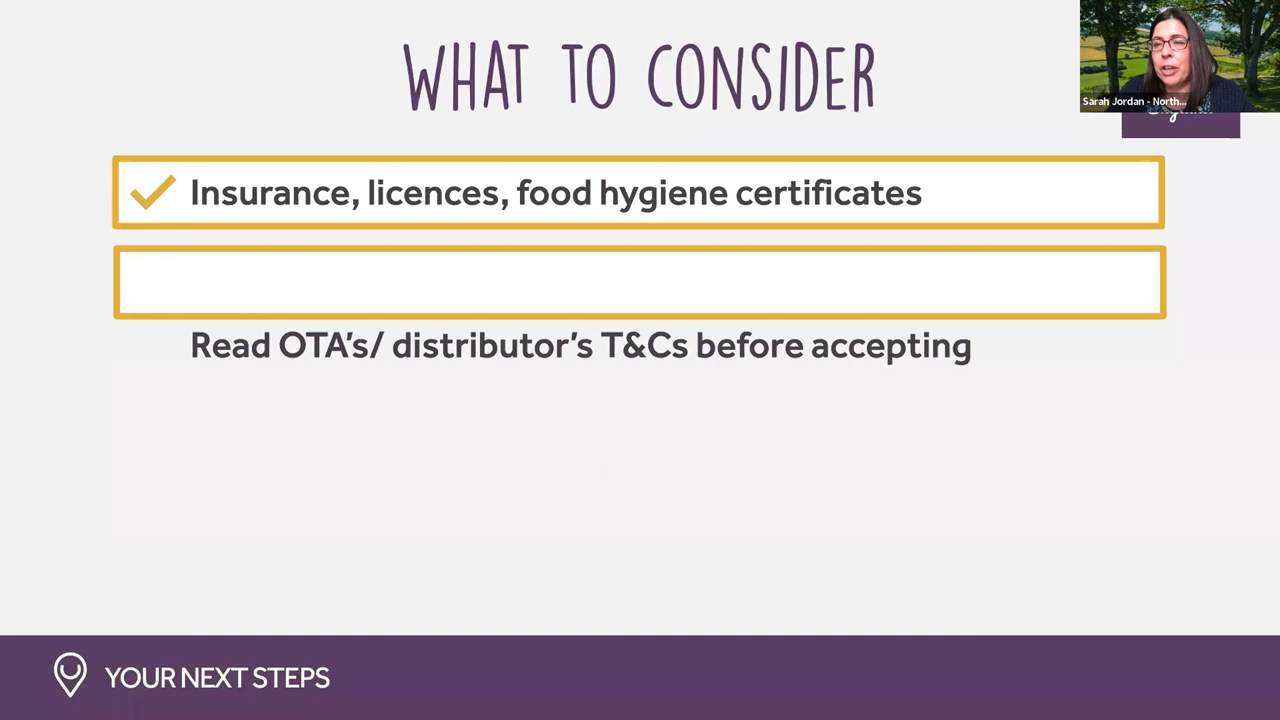 WHAT TO CONSIDER
Sarah Jordan - North...
Insurance, licences, food hygiene certificates
Read OTA's/ distributor's T&Cs before accepting
YOUR NEXT STEPS